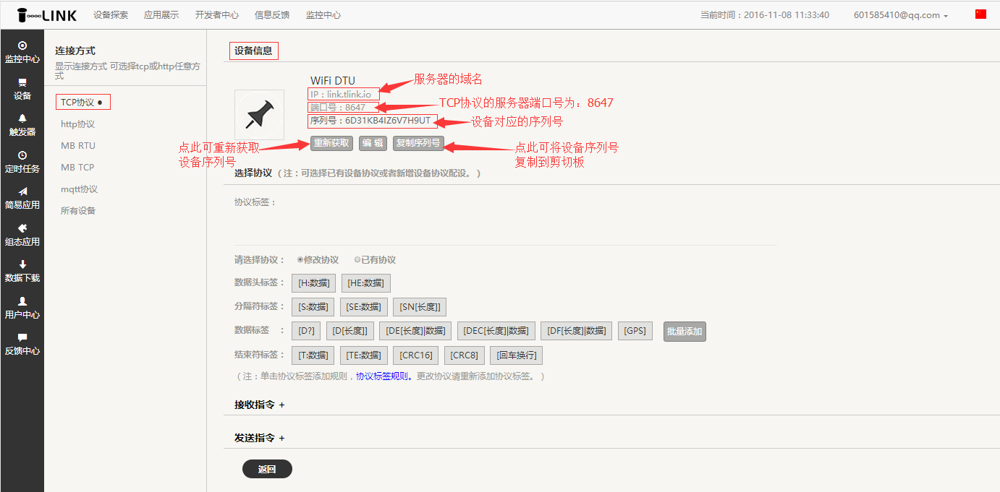 LINK 设备探索 应用展示 开发者中心 信息反馈 监控中心 当前时间：2016-11-08 11:33:40 601585410@qq.com
监控中心
设备
触发器
定时任务
简易应用
组态应用
数据下载
用户中心
反馈中心
连接方式
显示连接方式 可选择tcp或http任意方
式
TCP协议 ●
http协议
MB RTU
MB TCP
mqtt协议
所有设备
设备信息
WiFi DTU
IP：link.tlink.io
服务器的域名
端口号：8647
TCP协议的服务器端口号为：8647
序列号：6D31KB4IZ6V7H9UT
设备对应的序列号
重新获取 编 辑 复制序列号
点此可重新获取
设备序列号
点此可将设备序列号
复制到剪切板
选择协议（注：可选择已有设备协议或者新增设备协议配设。）
协议标签：
请选择协议： 修改协议 已有协议
数据头标签： [H:数据] [HE:数据]
分隔符标签： [S:数据] [SE:数据] [SN[长度]]
数据标签 ： [D?] [D[长度]] [DE[长度]|数据] [DEC[长度]|数据] [DF[长度]|数据] [GPS] 批量添加
结束符标签： [T:数据] [TE:数据] [CRC16] [CRC8] [回车换行]
（注：单击协议标签添加规则，协议标签规则。更改协议请重新添加协议标签。）
接收指令 +
发送指令 +
返回